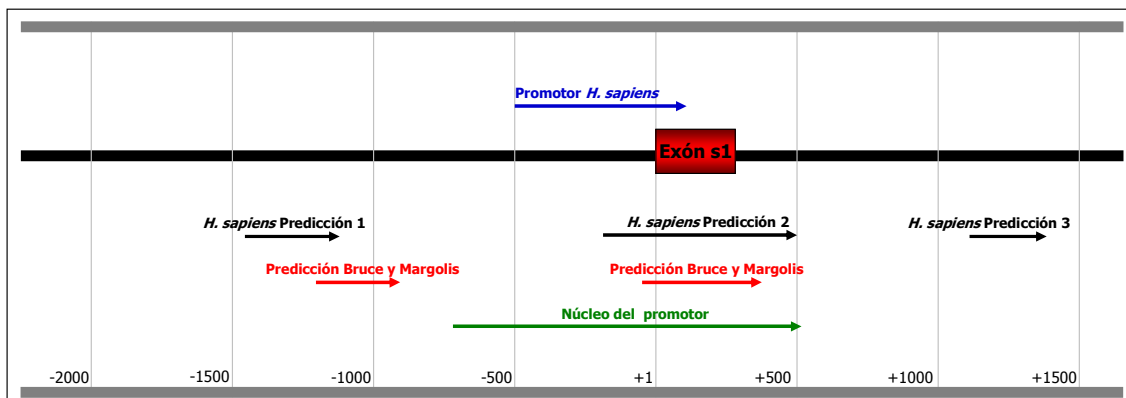 Promotor H. sapiens
Exón s1
H. sapiens Predicción 1
H. sapiens Predicción 2
H. sapiens Predicción 3
Predicción Bruce y Margolis
Predicción Bruce y Margolis
Núcleo del promotor
-2000
-1500
-1000
-500
+1
+500
+1000
+1500